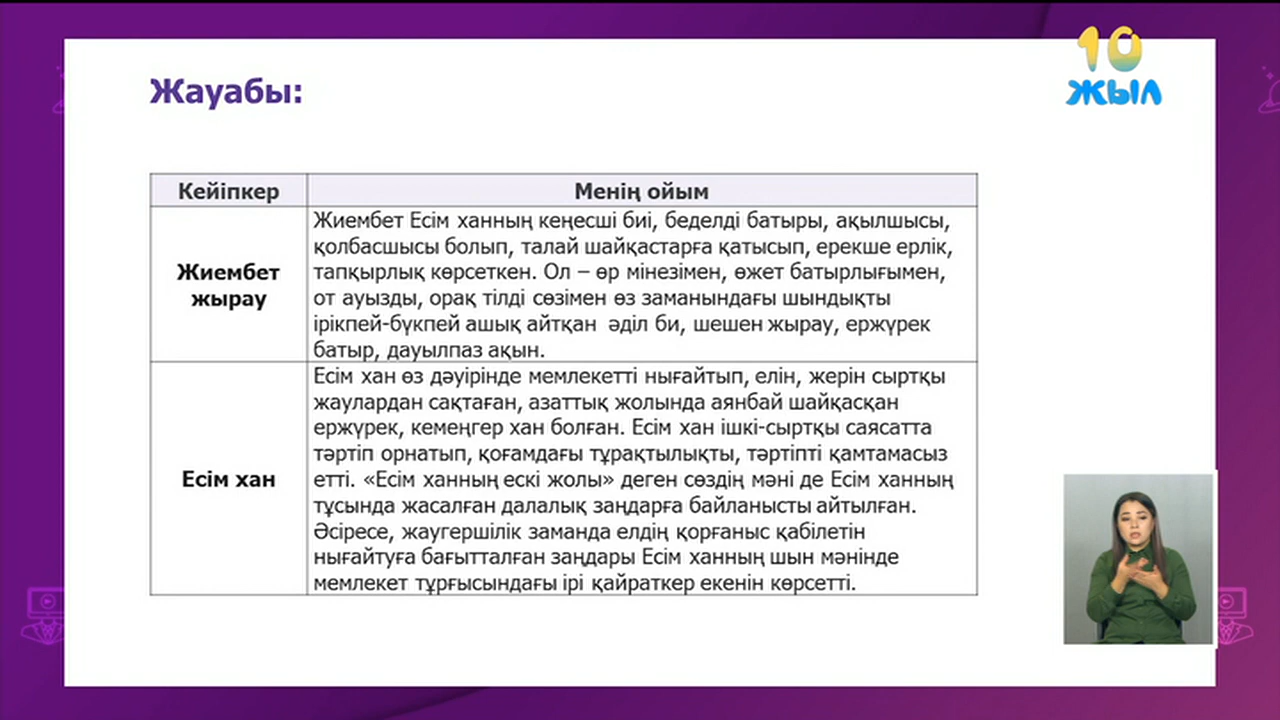 10
ЖЫЛ
Жауабы:
Кейіпкер
Менің ойым
Жиембет
жырау
Жиембет Есім ханның кеңесші биі, беделді батыры, ақылшысы,
қолбасшысы болып, талай шайқастарға қатысып, ерекше ерлік,
тапқырлық көрсеткен. Ол – өр мінезімен, өжет батырлығымен,
от ауызды, орақ тілді сөзімен өз заманындағы шындықты
ірікпей-бүкпей ашық айтқан әділ би, шешен жырау, ержүрек
батыр, дауылпаз ақын.
Есім хан
Есім хан өз дәуірінде мемлекетті нығайтып, елін, жерін сыртқы
жаулардан сақтаған, азаттық жолында аянбай шайқасқан
ержүрек, кемеңгер хан болған. Есім хан ішкі-сыртқы саясатта
тәртіп орнатып, қоғамдағы тұрақтылықты, тәртіпті қамтамасыз
етті. «Есім ханның ескі жолы» деген сөздің мәні де Есім ханның
тұсында жасалған далалық заңдарға байланысты айтылған.
Әсіресе, жаугершілік заманда елдің қорғаныс қабілетін
нығайтуға бағытталған заңдары Есім ханның шын мәнінде
мемлекет тұрғысындағы ірі қайраткер екенін көрсетті.